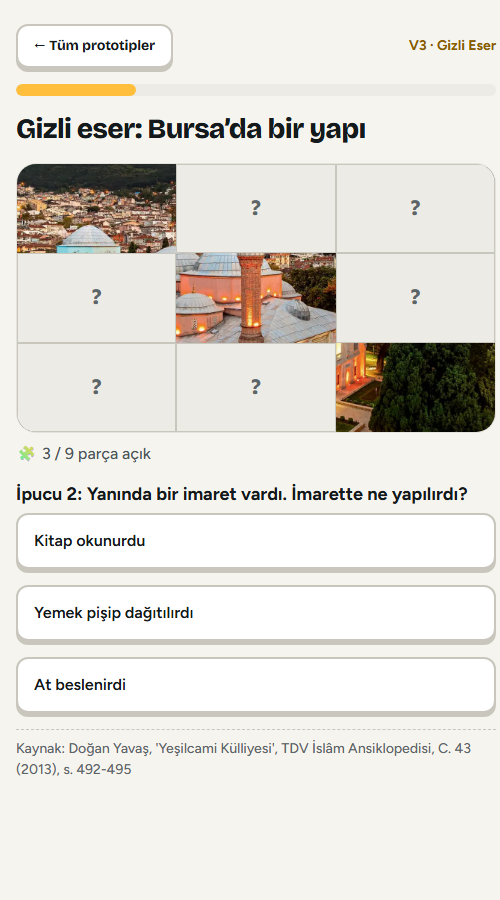 ← Tüm prototipler
V3 · Gizli Eser
Gizli eser: Bursa’da bir yapı
?
?
?
?
?
?
3 / 9 parça açık
İpucu 2: Yanında bir imaret vardı. İmarette ne yapılırdı?
Kitap okunurdu
Yemek pişip dağıtılırdı
At beslenirdi
Kaynak: Doğan Yavaş, 'Yeşilcami Külliyesi', TDV İslâm Ansiklopedisi, C. 43
(2013), s. 492-495